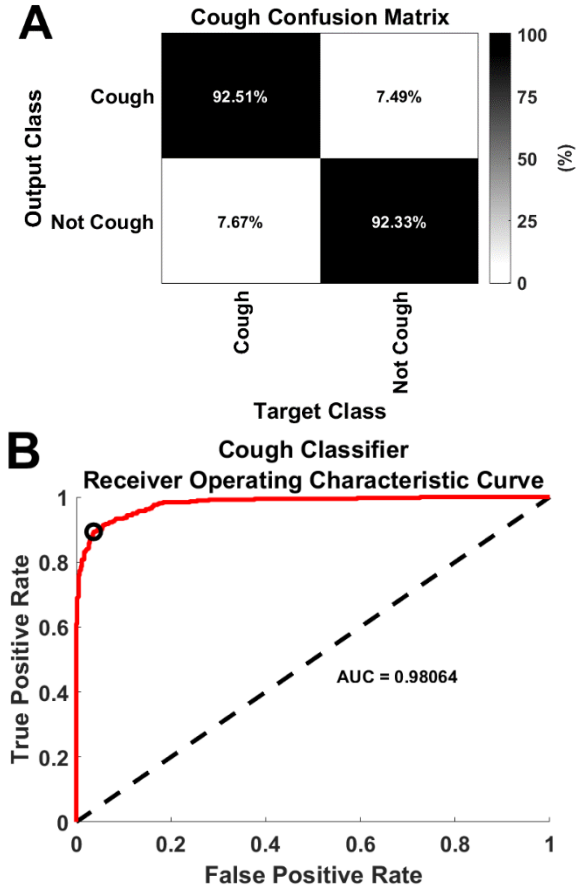 A
Cough Confusion Matrix
Output Class
Cough
Not Cough
92.51%
7.49%
7.67%
92.33%
Cough
Not Cough
Target Class
100
75
50
25
0
(%)
B
Cough Classifier
Receiver Operating Characteristic Curve
True Positive Rate
1
0.8
0.6
0.4
0.2
0
AUC = 0.98064
0
0.2
0.4
0.6
0.8
1
False Positive Rate